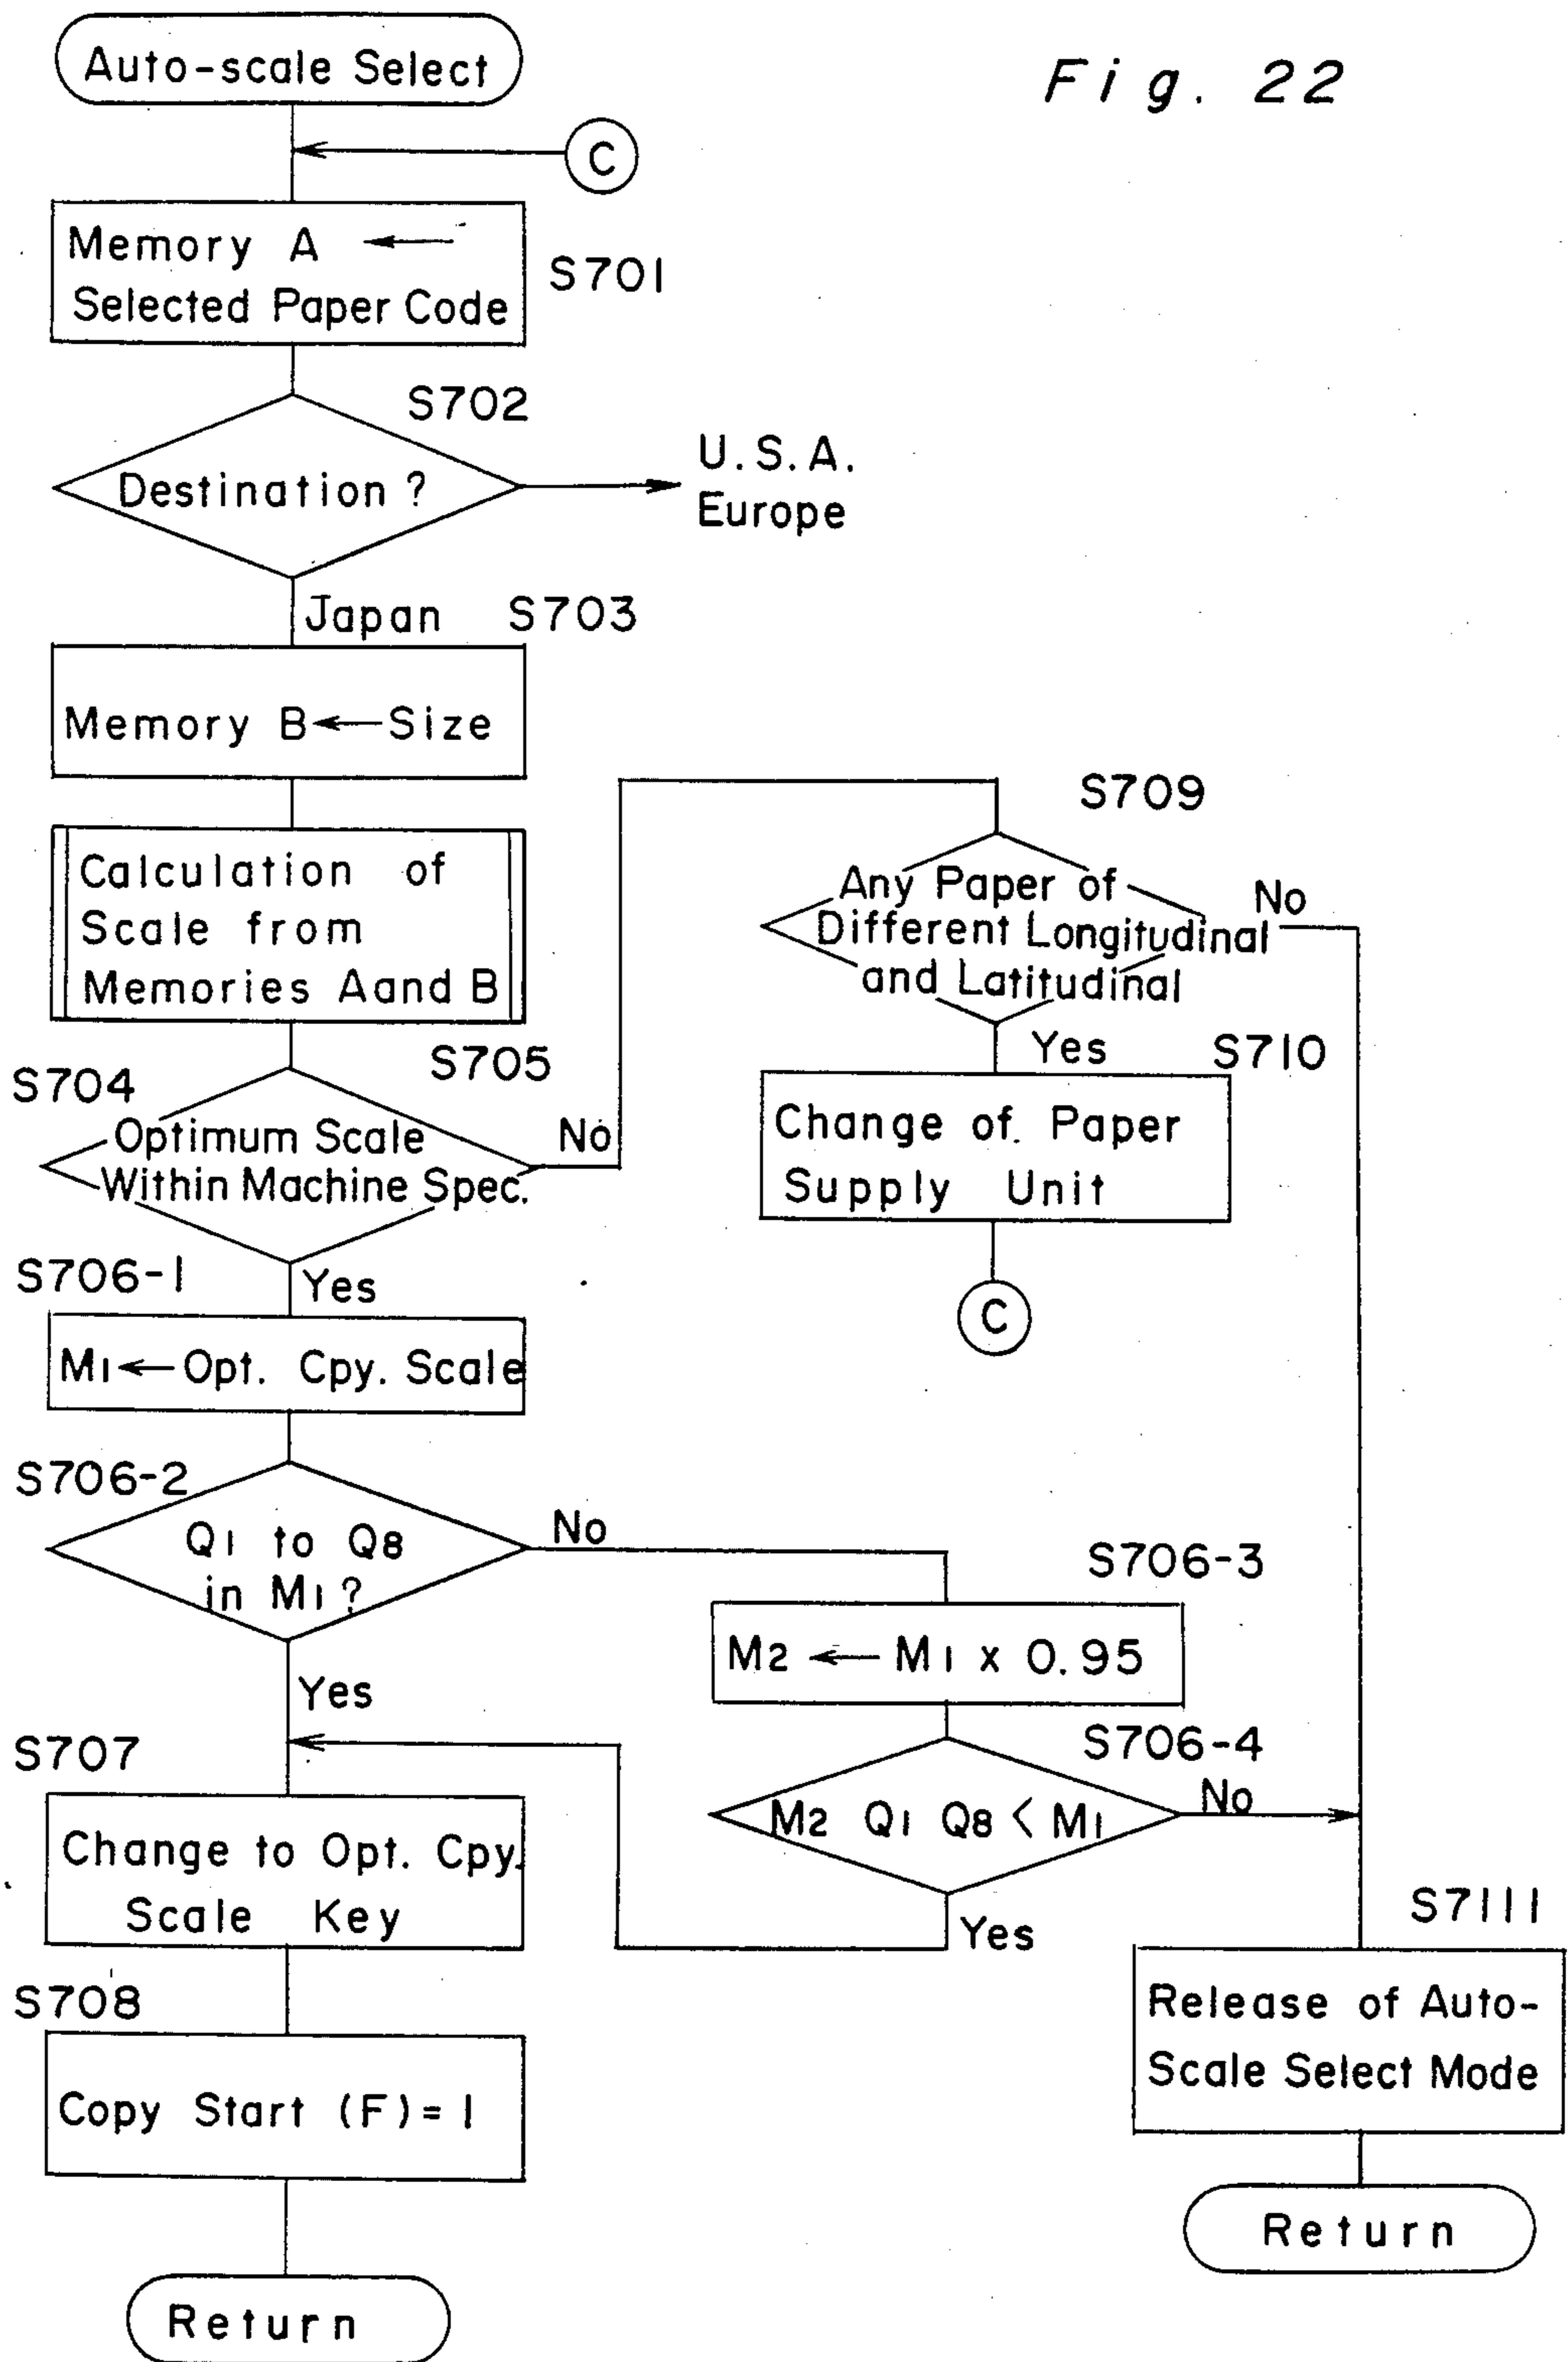 Fig. 22
Auto-scale Select
C
Memory A ←
Selected Paper Code
S701
S702
Destination ?
U.S.A.
Europe
Japan
S703
Memory B←Size
Calculation of
Scale from
Memories A and B
S704
S705
Optimum Scale
Within Machine Spec.
No
S709
Any Paper of
Different Longitudinal
and Latitudinal
No
Yes
S710
Change of Paper
Supply Unit
C
S706-1
Yes
M1←Opt. Cpy. Scale
S706-2
Q1 to Q8
in M1 ?
No
S706-3
M2 ← M1 x 0.95
Yes
S706-4
M2 Q1 Q8 < M1
No
Yes
S707
Change to Opt. Cpy.
Scale Key
S708
Copy Start (F)= 1
Return
S7111
Release of Auto-
Scale Select Mode
Return